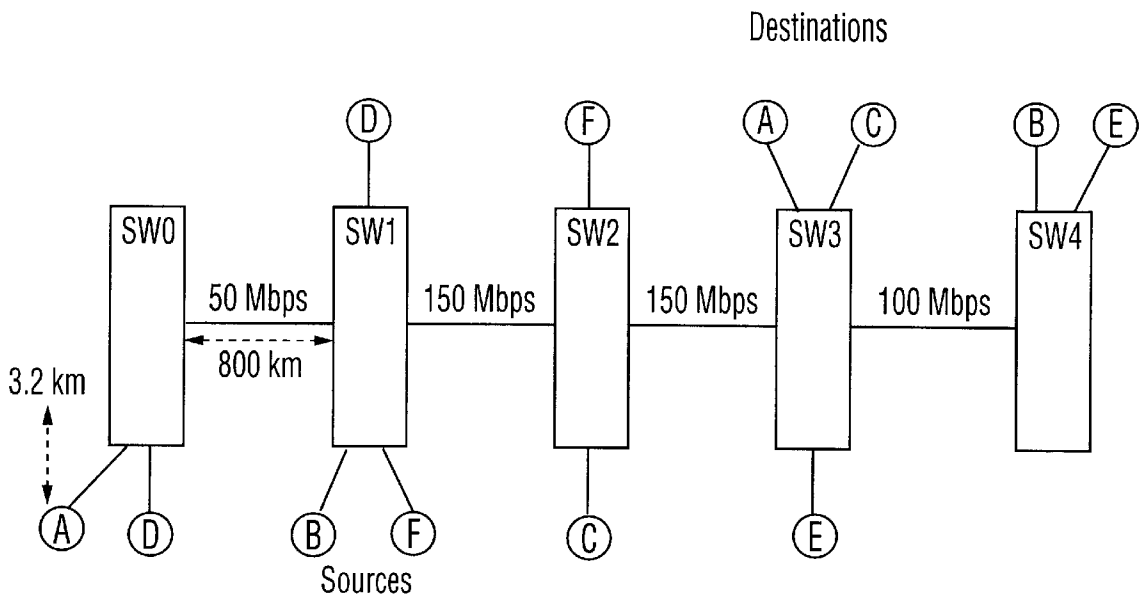 Destinations
D
F
A
C
B
E
SW0
SW1
SW2
SW3
SW4
50 Mbps
150 Mbps
150 Mbps
100 Mbps
800 km
3.2 km
A
D
B
F
C
E
Sources